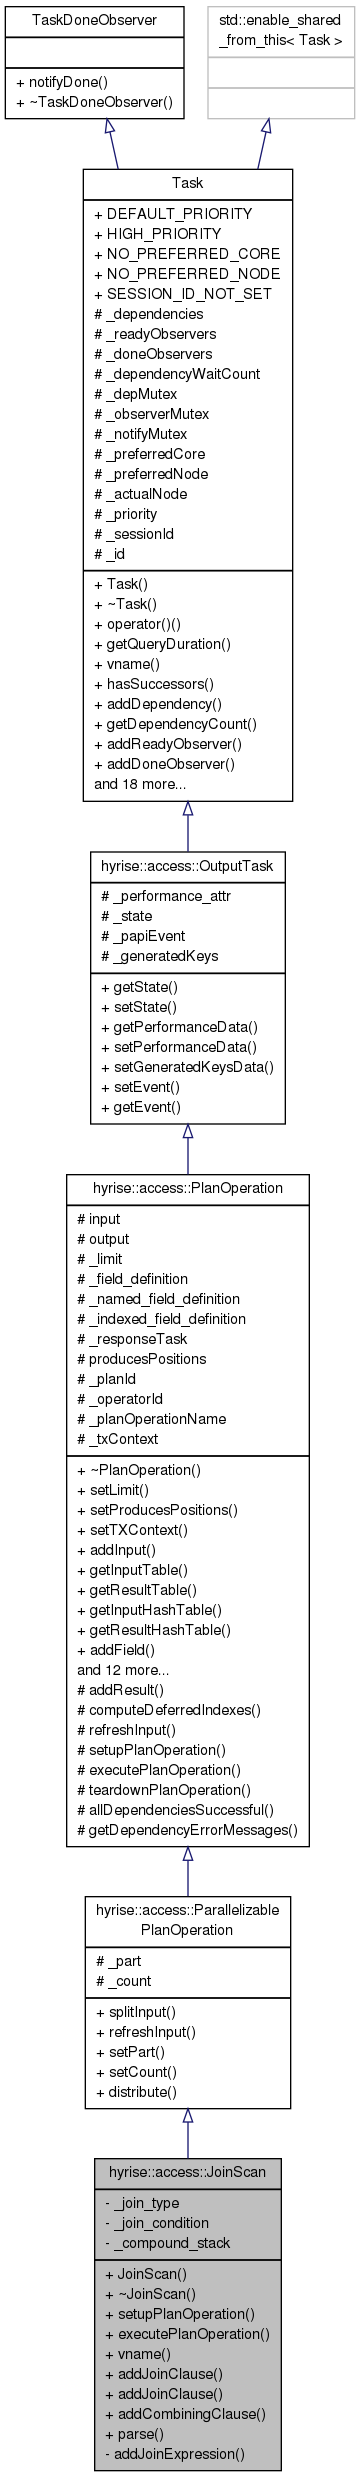 TaskDoneObserver
+ notifyDone()
+ ~TaskDoneObserver()
std::enable_shared
_from_this< Task >
Task
+ DEFAULT_PRIORITY
+ HIGH_PRIORITY
+ NO_PREFERRED_CORE
+ NO_PREFERRED_NODE
+ SESSION_ID_NOT_SET
# _dependencies
# _readyObservers
# _doneObservers
# _dependencyWaitCount
# _depMutex
# _observerMutex
# _notifyMutex
# _preferredCore
# _preferredNode
# _actualNode
# _priority
# _sessionId
# _id
+ Task()
+ ~Task()
+ operator()()
+ getQueryDuration()
+ vname()
+ hasSuccessors()
+ addDependency()
+ getDependencyCount()
+ addReadyObserver()
+ addDoneObserver()
and 18 more...
hyrise::access::OutputTask
# _performance_attr
# _state
# _papiEvent
# _generatedKeys
+ getState()
+ setState()
+ getPerformanceData()
+ setPerformanceData()
+ setGeneratedKeysData()
+ setEvent()
+ getEvent()
hyrise::access::PlanOperation
# input
# output
# _limit
# _field_definition
# _named_field_definition
# _indexed_field_definition
# _responseTask
# producesPositions
# _planId
# _operatorId
# _planOperationName
# _txContext
+ ~PlanOperation()
+ setLimit()
+ setProducesPositions()
+ setTXContext()
+ addInput()
+ getInputTable()
+ getResultTable()
+ getInputHashTable()
+ getResultHashTable()
+ addField()
and 12 more...
# addResult()
# computeDeferredIndexes()
# refreshInput()
# setupPlanOperation()
# executePlanOperation()
# teardownPlanOperation()
# allDependenciesSuccessful()
# getDependencyErrorMessages()
hyrise::access::Parallelizable
PlanOperation
# _part
# _count
+ splitInput()
+ refreshInput()
+ setPart()
+ setCount()
+ distribute()
hyrise::access::JoinScan
- _join_type
- _join_condition
- _compound_stack
+ JoinScan()
+ ~JoinScan()
+ setupPlanOperation()
+ executePlanOperation()
+ vname()
+ addJoinClause()
+ addJoinClause()
+ addCombiningClause()
+ parse()
- addJoinExpression()